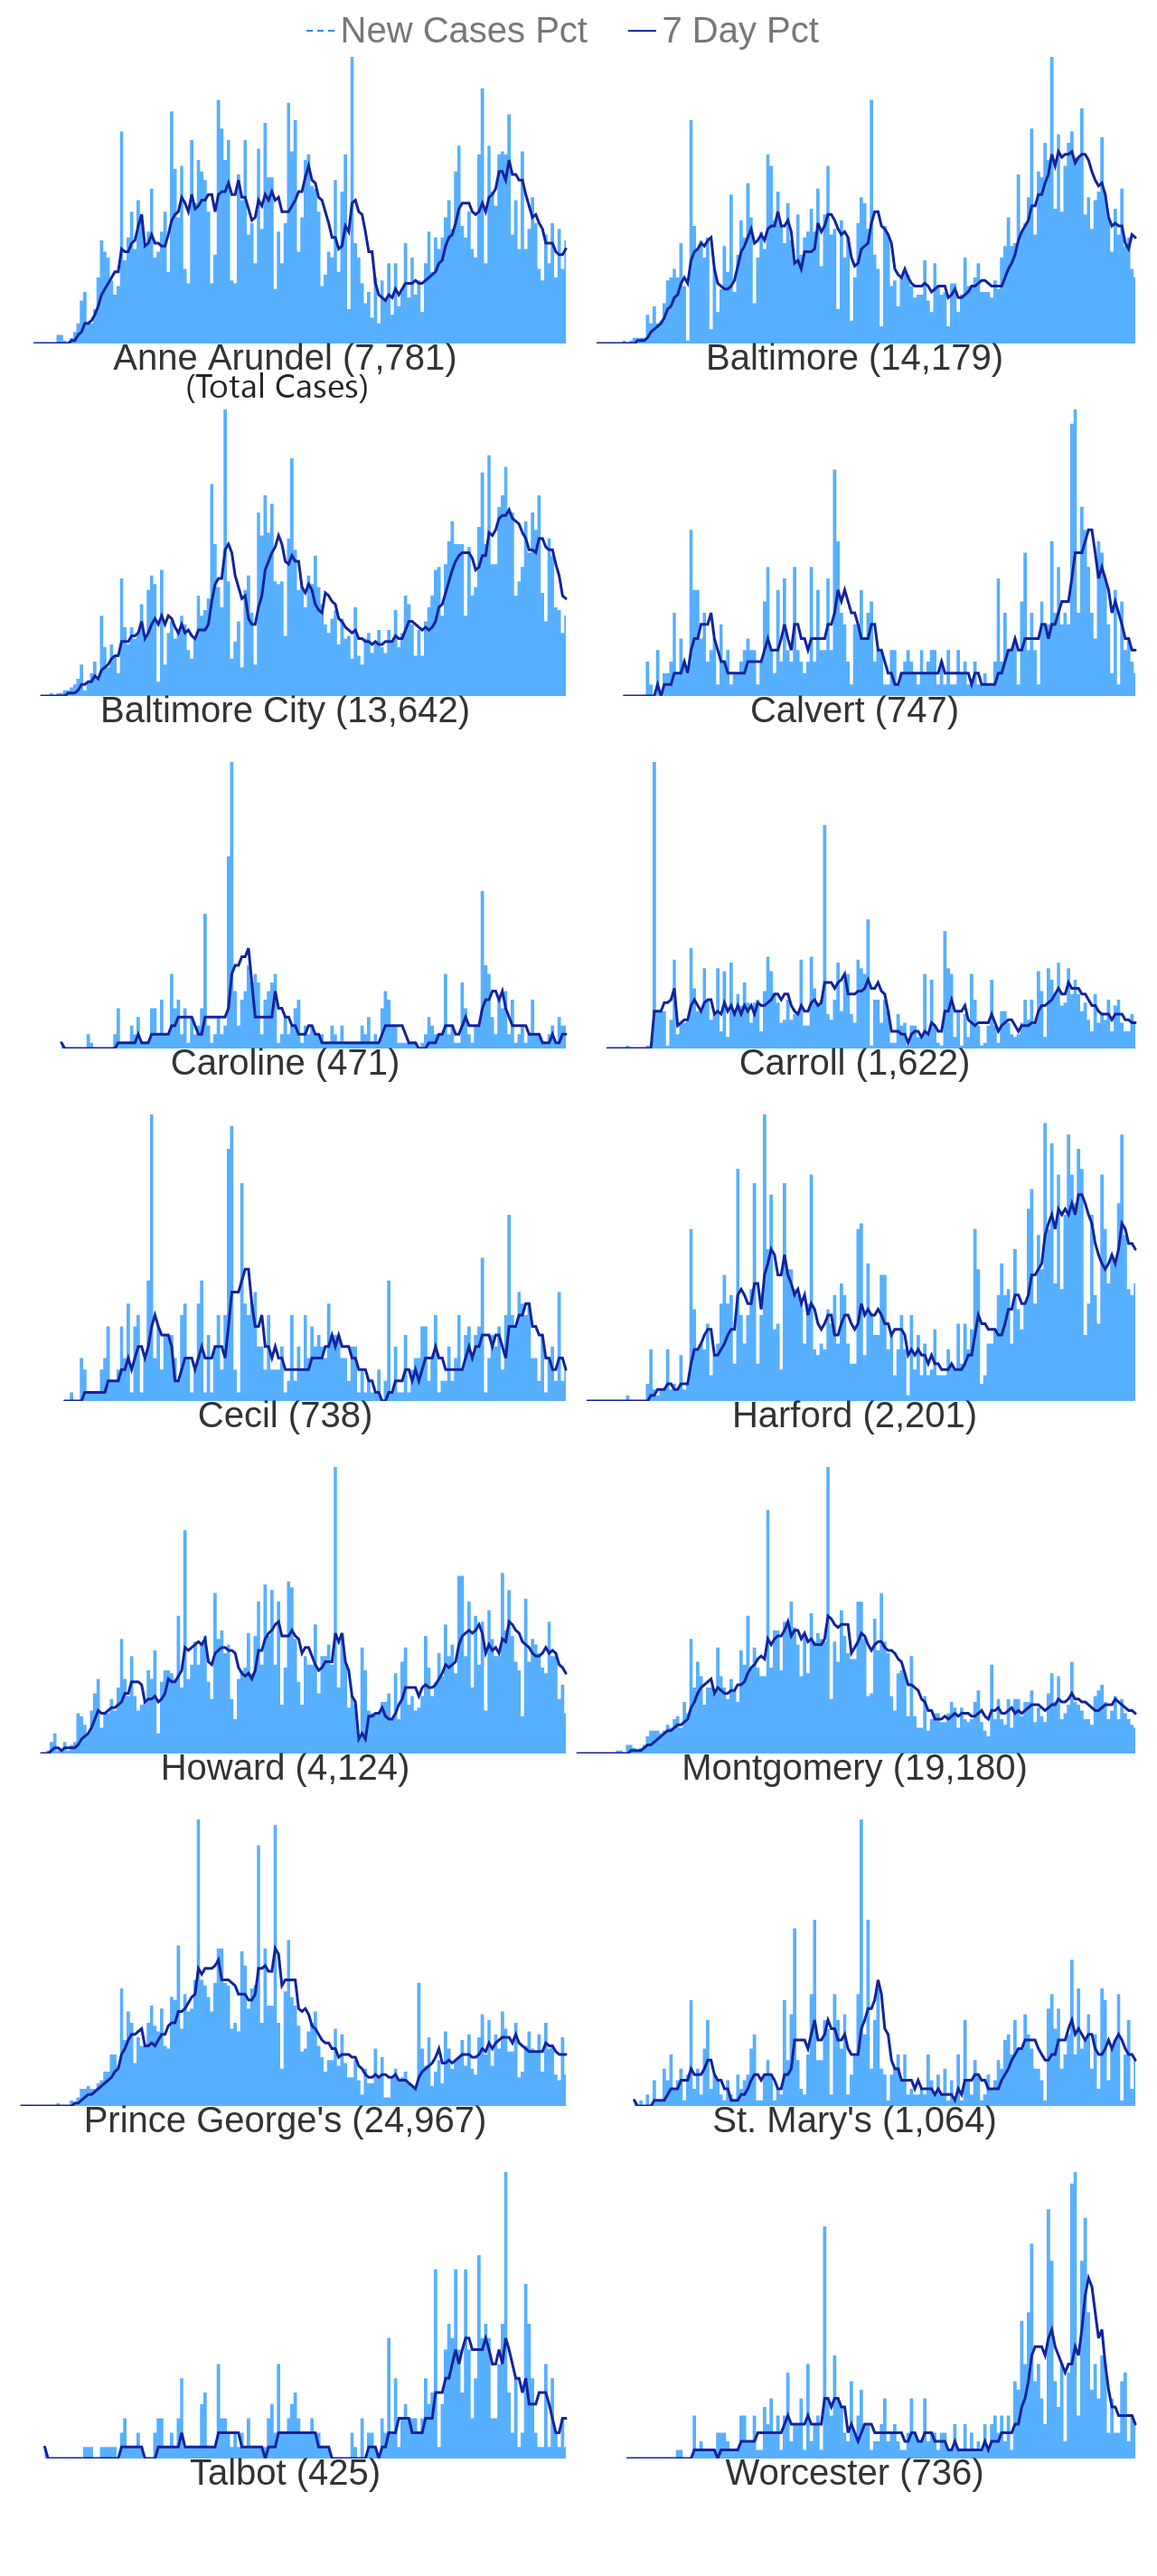 New Cases Pct 7 Day Pct
Anne Arundel (7,781) Baltimore (14,179)
(Total Cases)
Baltimore City (13,642) Calvert (747)
Caroline (471) Carroll (1,622)
Cecil (738) Harford (2,201)
Howard (4,124) Montgomery (19,180)
Prince George's (24,967) St. Mary's (1,064)
Talbot (425) Worcester (736)